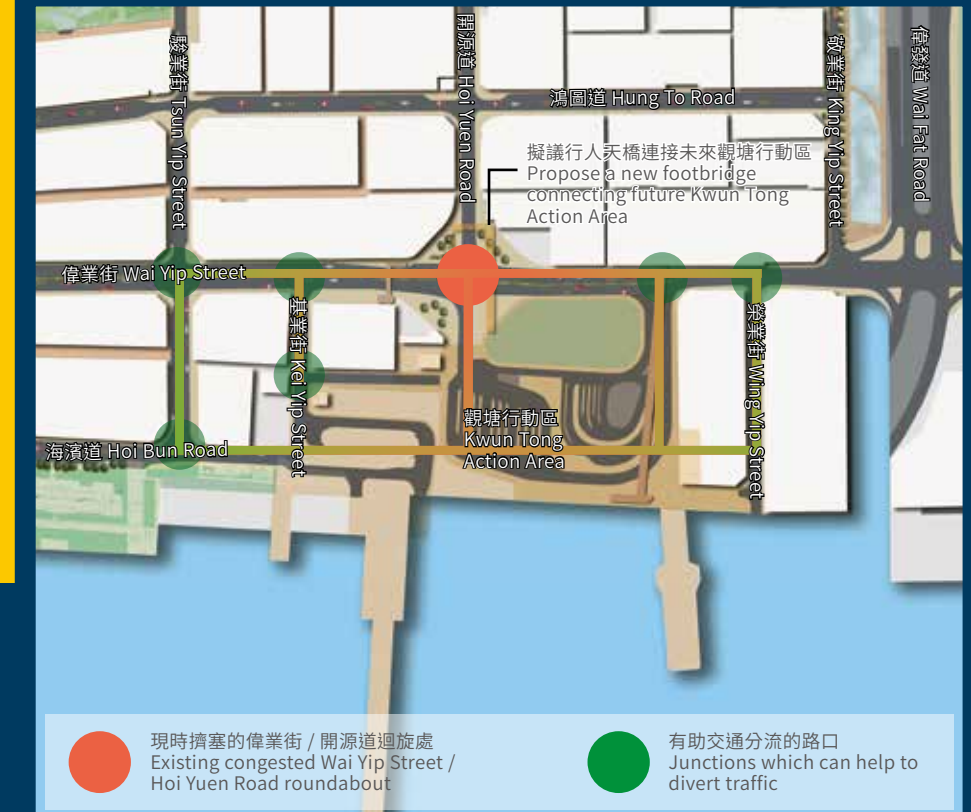 駿業街 Tsun Yip Street
開源道 Hoi Yuen Road
敬業街 King Yip Street
偉發道 Wai Fat Road
鴻圖道 Hung To Road
擬議行人天橋連接未來觀塘行動區
Propose a new footbridge
connecting future Kwun Tong
Action Area
偉業街 Wai Yip Street
基業街 Kei Yip Street
榮業街 Wing Yip Street
觀塘行動區
Kwun Tong
Action Area
海濱道 Hoi Bun Road
現時擠塞的偉業街 / 開源道迴旋處
Existing congested Wai Yip Street /
Hoi Yuen Road roundabout
有助交通分流的路口
Junctions which can help to
divert traffic